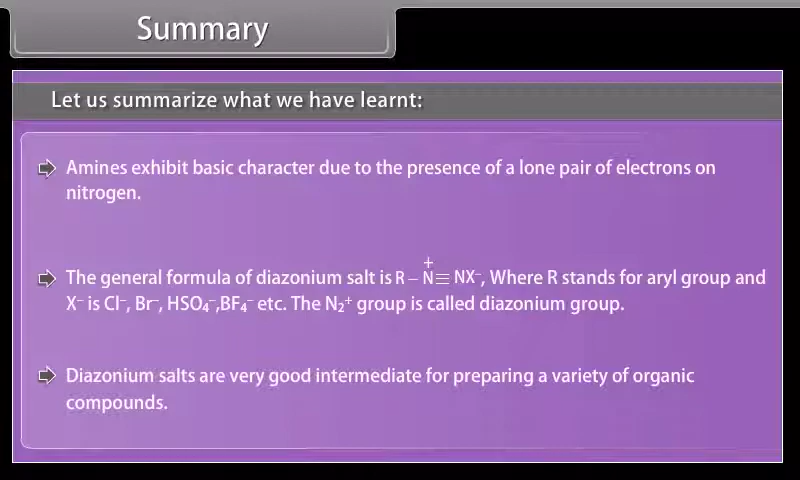 Summary
Let us summarize what we have learnt:
Amines exhibit basic character due to the presence of a lone pair of electrons on
nitrogen.
The general formula of diazonium salt is R – N⁺ ≡ NX⁻, Where R stands for aryl group and
X⁻ is Cl⁻, Br⁻, HSO₄⁻,BF₄⁻ etc. The N₂⁺ group is called diazonium group.
Diazonium salts are very good intermediate for preparing a variety of organic
compounds.